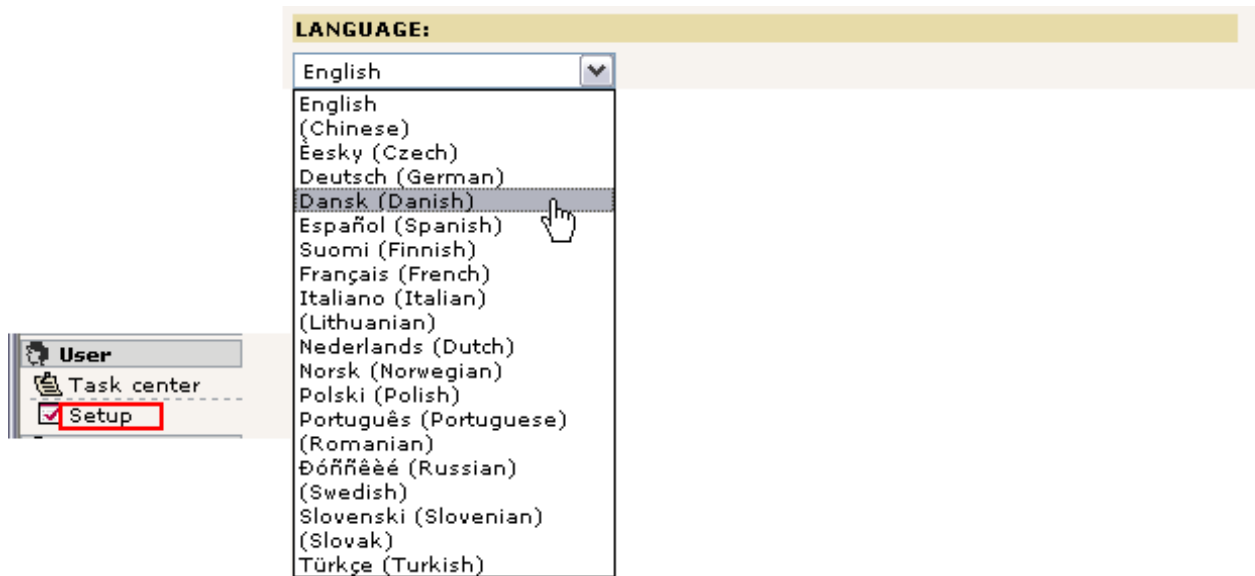 LANGUAGE:
English
English
(Chinese)
Èesky (Czech)
Deutsch (German)
Dansk (Danish)
Español (Spanish)
Suomi (Finnish)
Français (French)
Italiano (Italian)
(Lithuanian)
Nederlands (Dutch)
Norsk (Norwegian)
Polski (Polish)
Português (Portuguese)
(Romanian)
Ðóññêèé (Russian)
(Swedish)
Slovenski (Slovenian)
(Slovak)
Türkçe (Turkish)
User
Task center
Setup